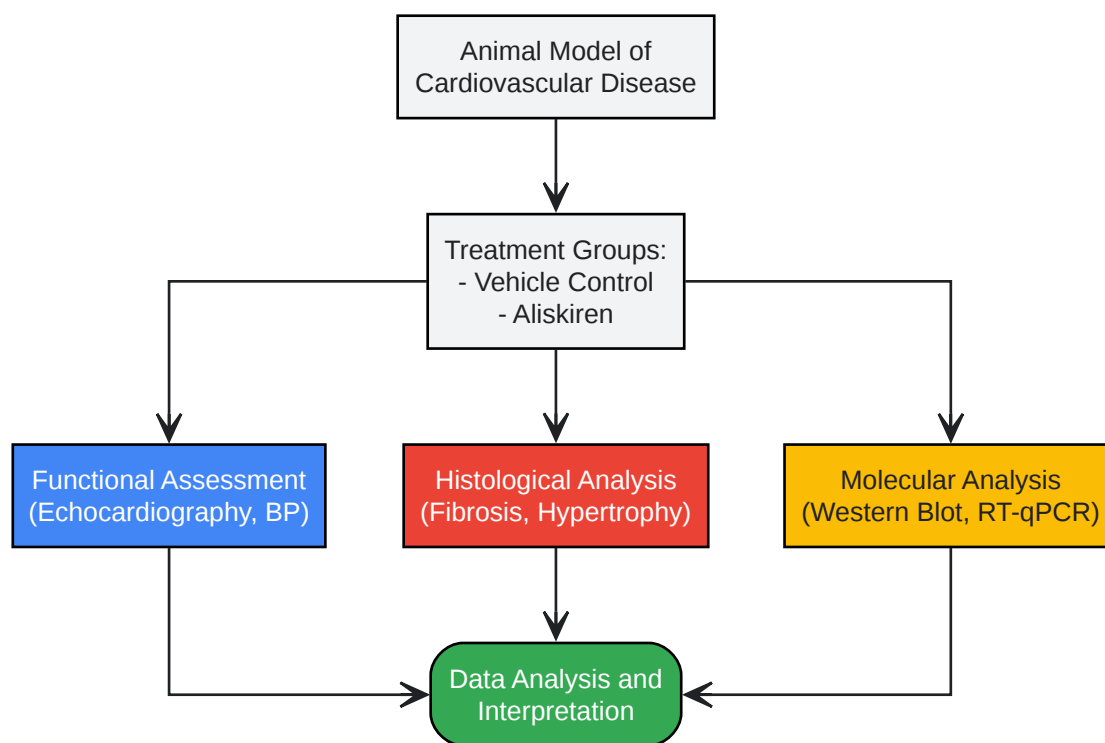 Animal Model of
Cardiovascular Disease
Treatment Groups:
- Vehicle Control
- Aliskiren
Functional Assessment
(Echocardiography, BP)
Histological Analysis
(Fibrosis, Hypertrophy)
Molecular Analysis
(Western Blot, RT-qPCR)
Data Analysis and
Interpretation